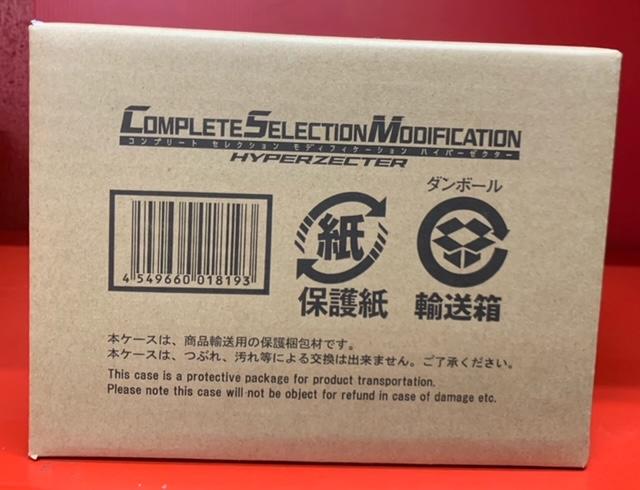 COMPLETE SELECTION MODIFICATION
コンプリート セレクション モディフィケーション ハイパーゼクター
HYPERZECTER
ダンボール
紙
4 549660 018193
保護紙 輸送箱
本ケースは、商品輸送用の保護梱包材です。
本ケースは、つぶれ、汚れ等による交換は出来ません。ご了承ください。
This case is a protective package for product transportation.
Please note this case will not be object for refund in case of damage etc.